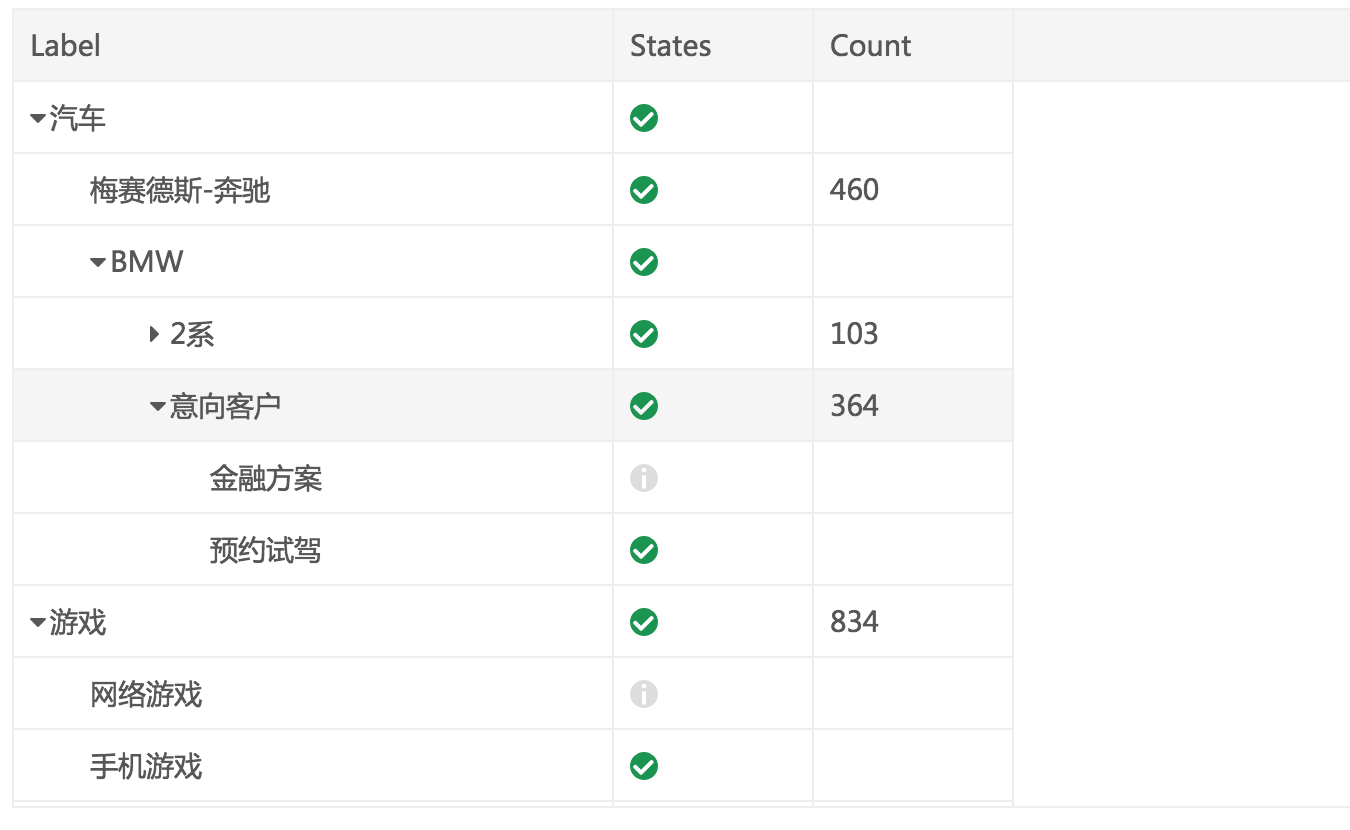 Label States Count
汽车
梅赛德斯-奔驰 460
BMW
2系 103
意向客户 364
金融方案
预约试驾
游戏 834
网络游戏
手机游戏